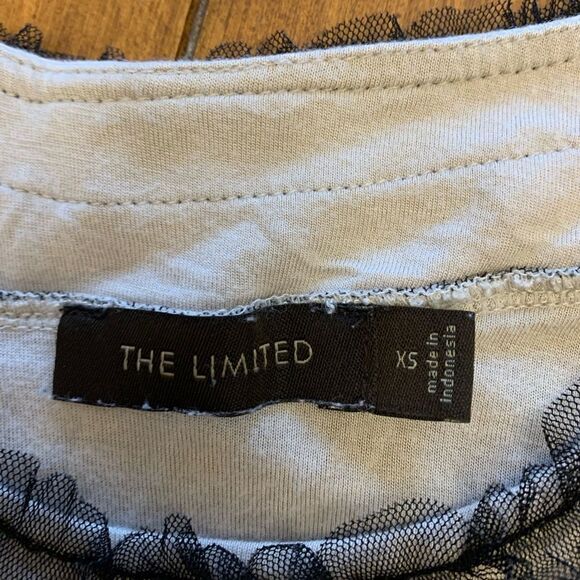 THE LIMITED
XS
made in
indonesia